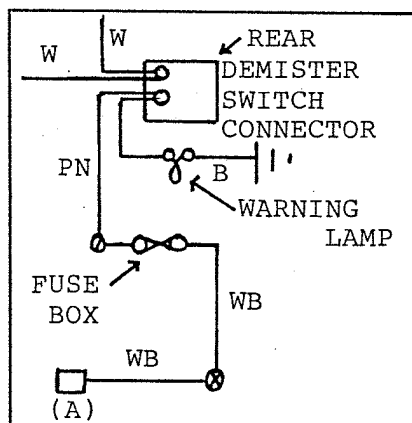 W
W
REAR
DEMISTER
SWITCH
CONNECTOR
PN
B
WARNING
LAMP
FUSE
BOX
WB
WB
(A)